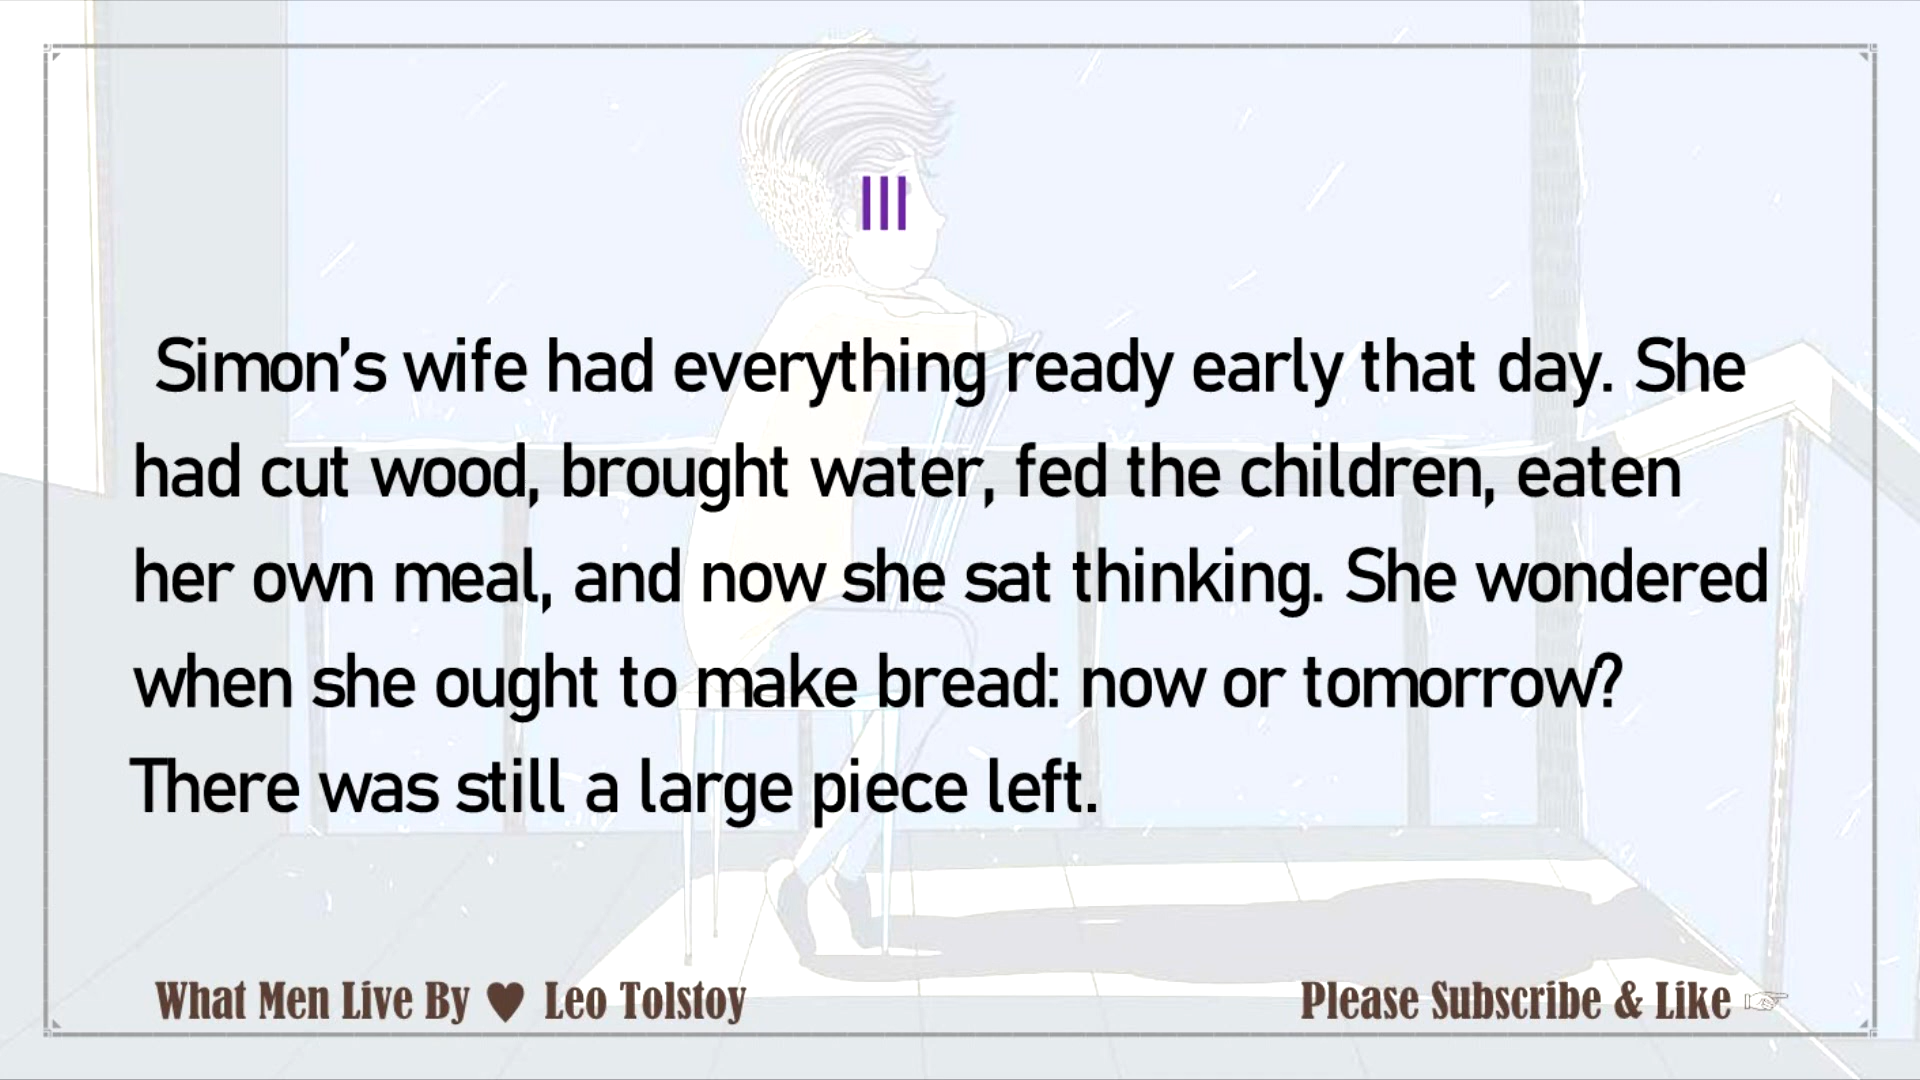 III
Simon’s wife had everything ready early that day. She
had cut wood, brought water, fed the children, eaten
her own meal, and now she sat thinking. She wondered
when she ought to make bread: now or tomorrow?
There was still a large piece left.
What Men Live By ♥ Leo Tolstoy
Please Subscribe & Like ☞